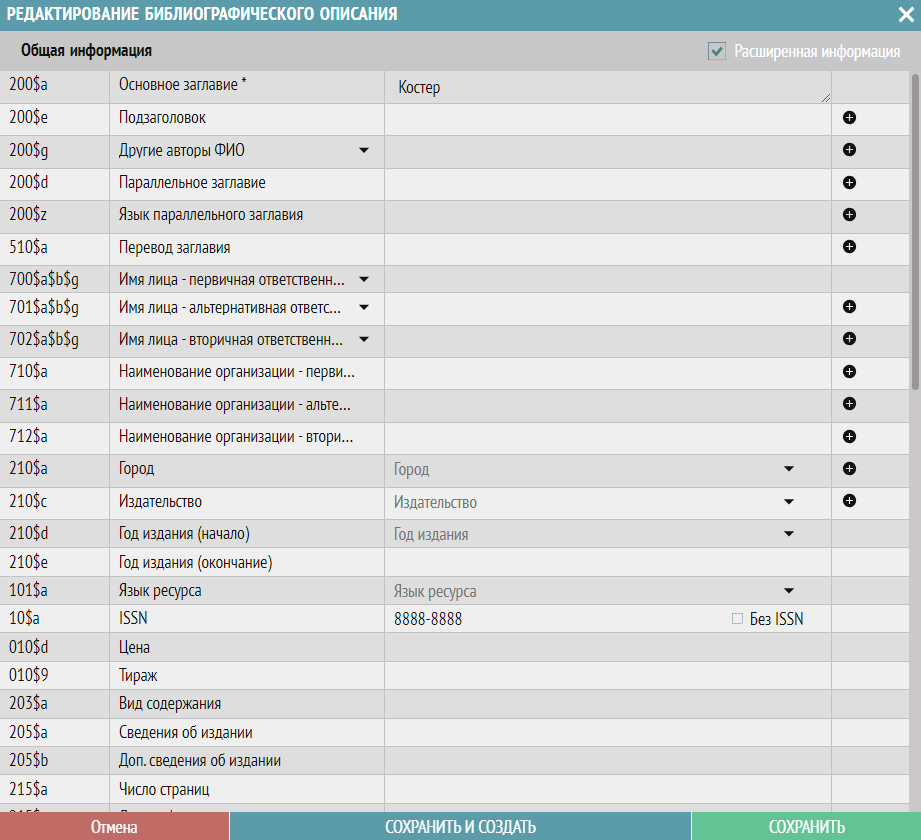 РЕДАКТИРОВАНИЕ БИБЛИОГРАФИЧЕСКОГО ОПИСАНИЯ
Общая информация Расширенная информация
200$a Основное заглавие * Костер
200$e Подзаголовок
200$g Другие авторы ФИО
200$d Параллельное заглавие
200$z Язык параллельного заглавия
510$a Перевод заглавия
700$a$b$g Имя лица - первичная ответственн...
701$a$b$g Имя лица - альтернативная ответс...
702$a$b$g Имя лица - вторичная ответственн...
710$a Наименование организации - перви...
711$a Наименование организации - альте...
712$a Наименование организации - втори...
210$a Город Город
210$c Издательство Издательство
210$d Год издания (начало) Год издания
210$e Год издания (окончание)
101$a Язык ресурса Язык ресурса
10$a ISSN 8888-8888 Без ISSN
010$d Цена
010$9 Тираж
203$a Вид содержания
205$a Сведения об издании
205$b Доп. сведения об издании
215$a Число страниц
Отмена СОХРАНИТЬ И СОЗДАТЬ СОХРАНИТЬ